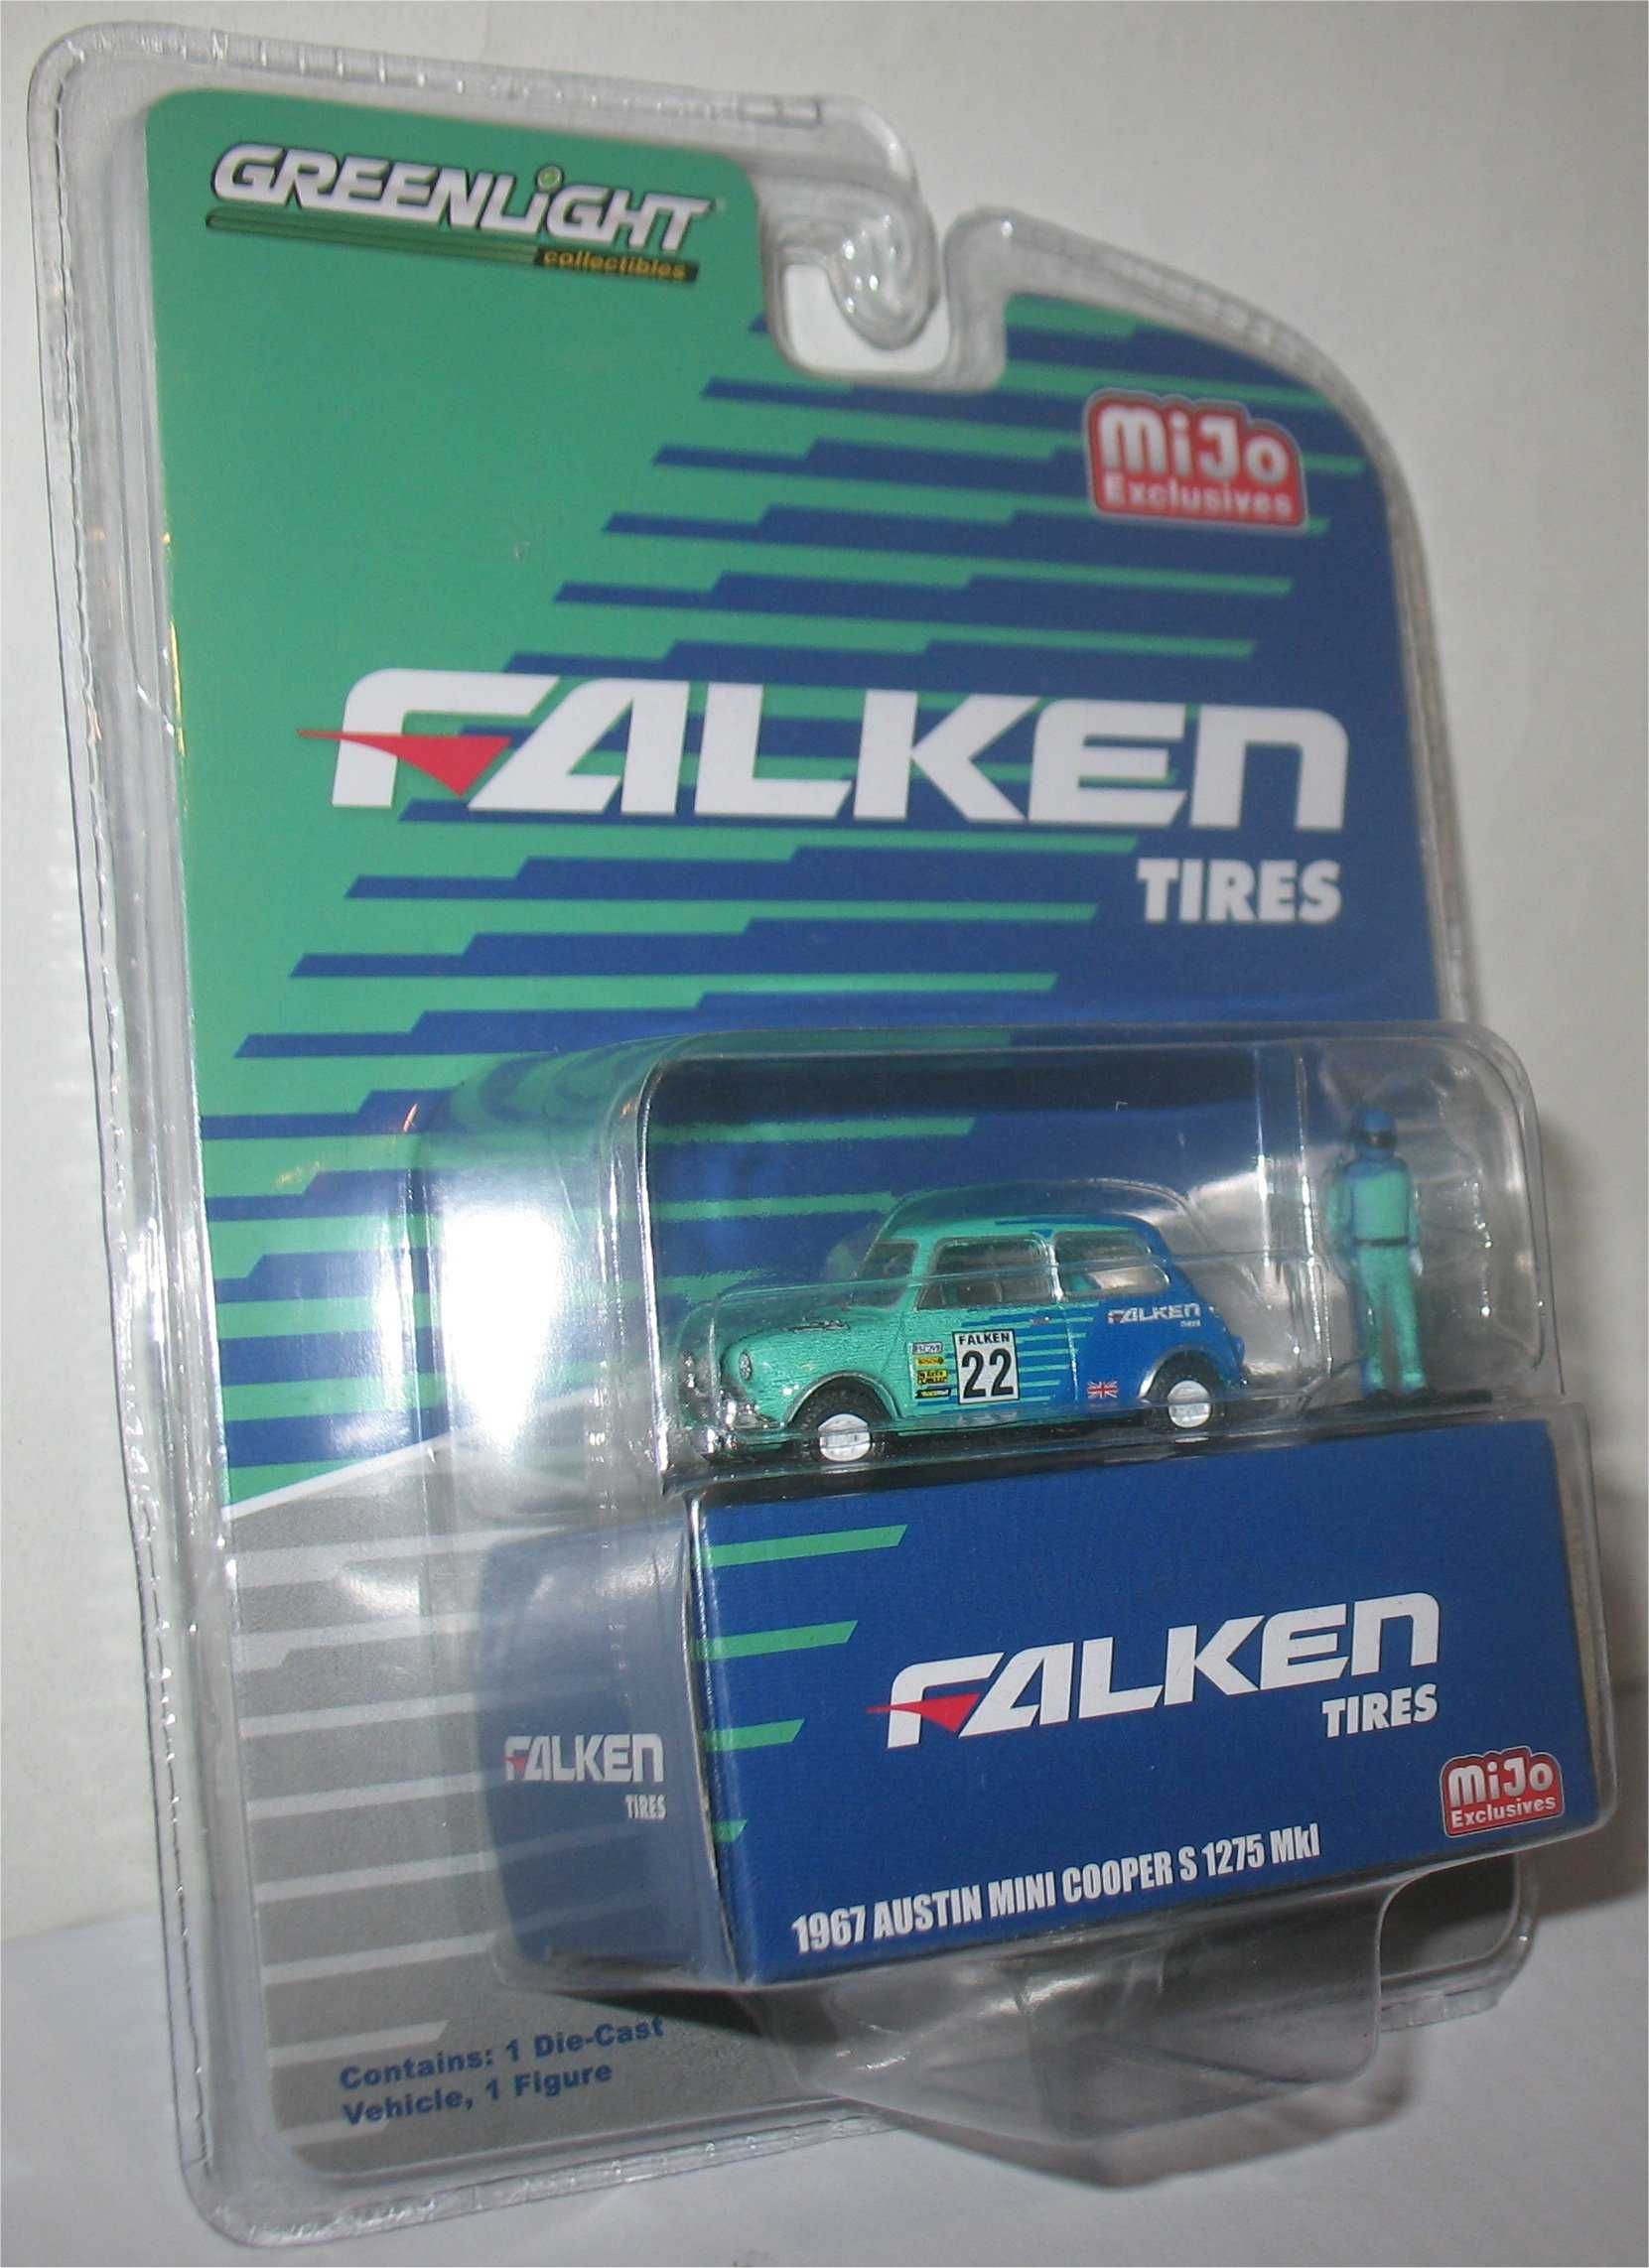 GREENLiGHT
collectibles
MiJo
Exclusives
FALKEN
TIRES
FALKEN
22
FALKEN
TIRES
FALKEN
TIRES
FALKEN
TIRES
MiJo
Exclusives
1967 AUSTIN MINI COOPER S 1275 MkI
Contains: 1 Die-Cast
Vehicle, 1 Figure